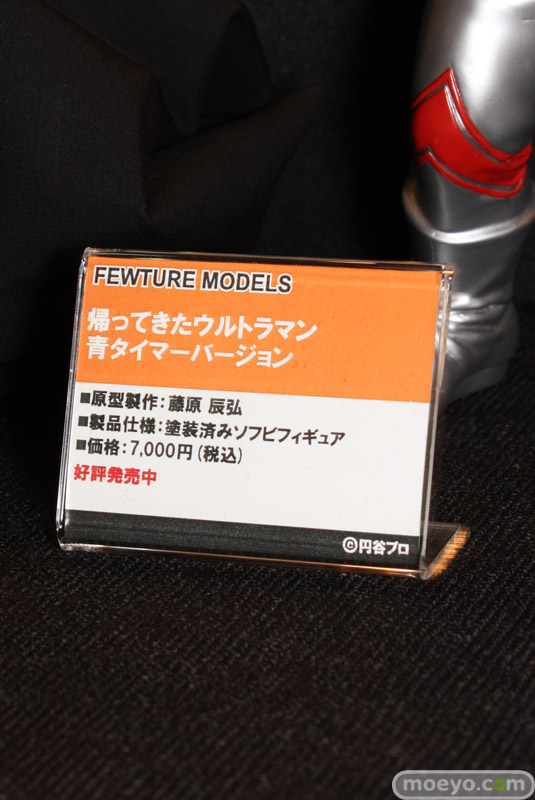 FEWTURE MODELS
帰ってきたウルトラマン
青タイマーバージョン
■原型製作：藤原 辰弘
■製品仕様：塗装済みソフビフィギュア
■価格：7,000円（税込）
好評発売中
©円谷プロ
moeyo.com